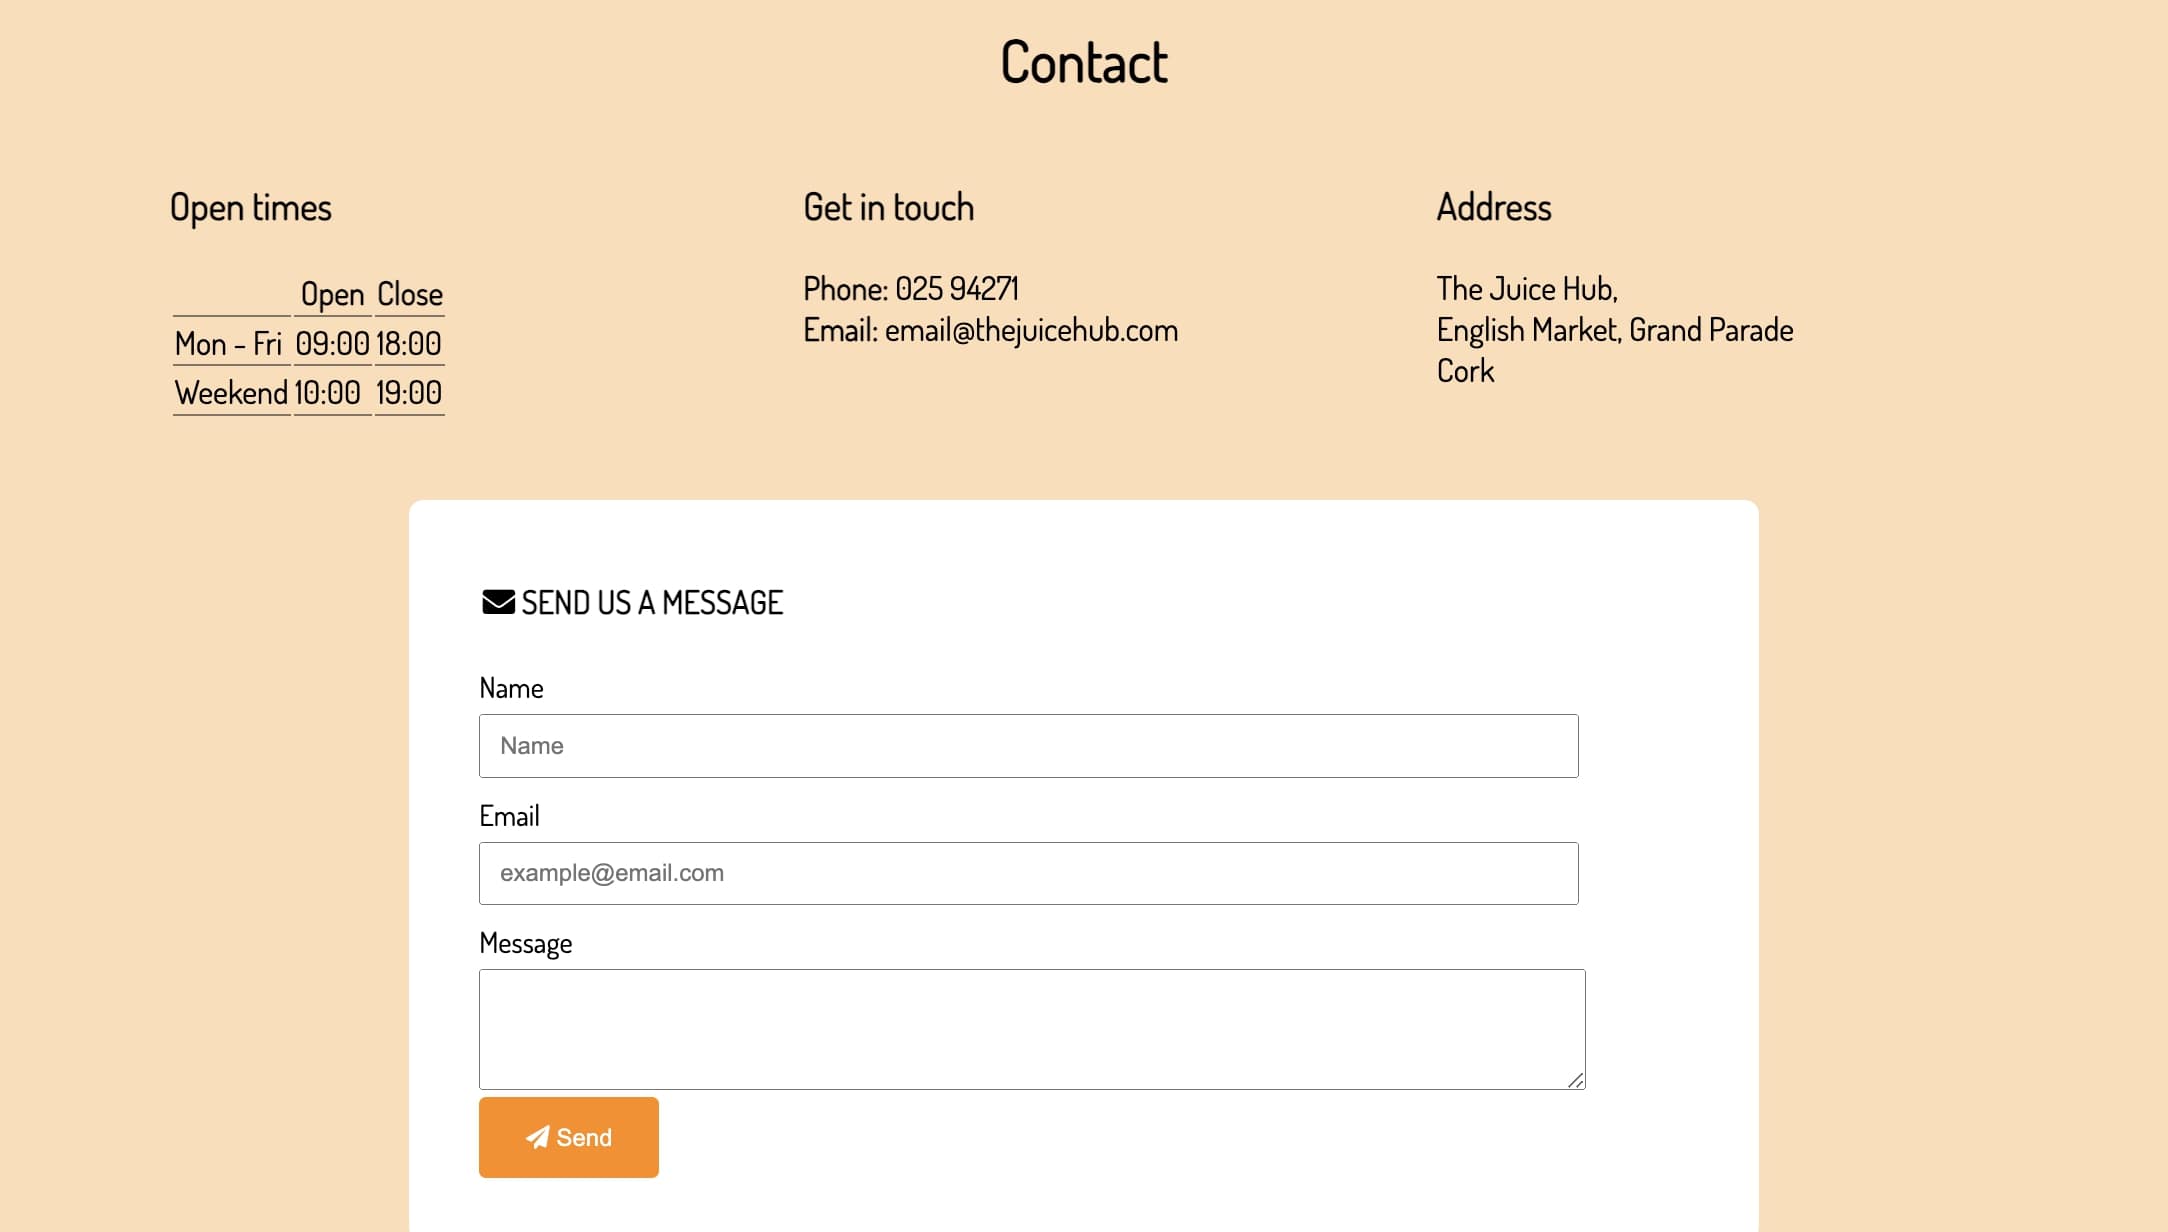 Contact
Open times
Open Close
Mon - Fri 09:00 18:00
Weekend 10:00 19:00
Get in touch
Phone: 025 94271
Email: email@thejuicehub.com
Address
The Juice Hub,
English Market, Grand Parade
Cork
SEND US A MESSAGE
Name
Name
Email
example@email.com
Message
Send